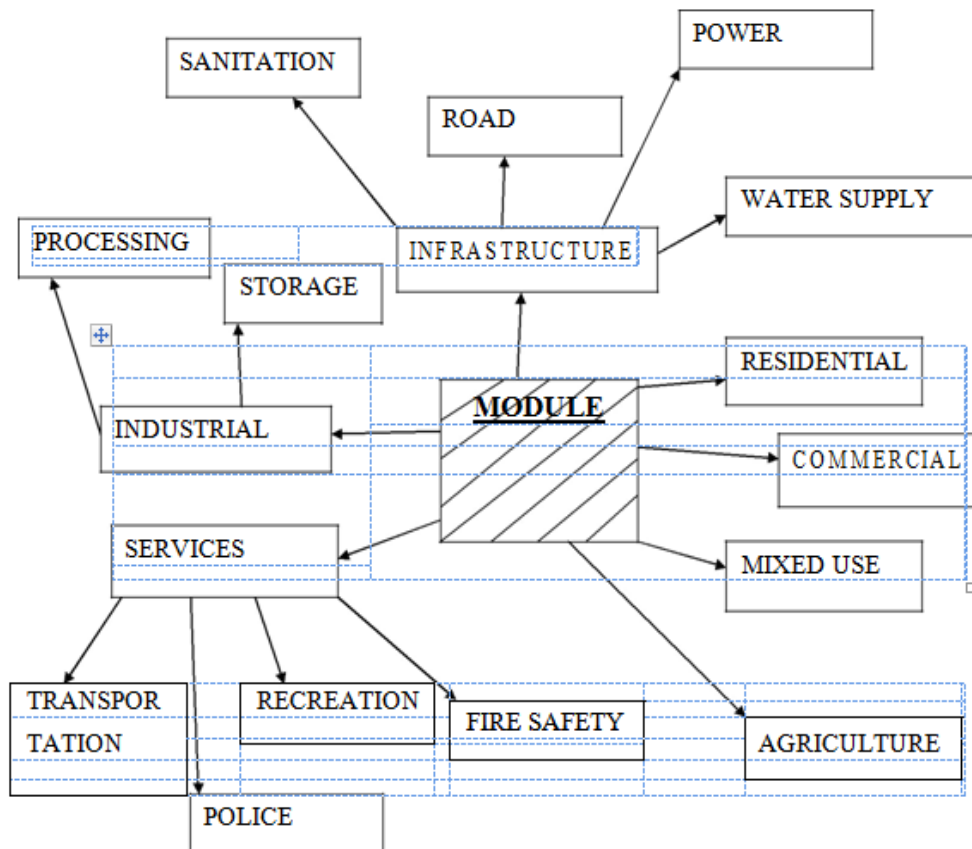 POWER
SANITATION
ROAD
WATER SUPPLY
PROCESSING
INFRASTRUCTURE
STORAGE
RESIDENTIAL
MODULE
INDUSTRIAL
COMMERCIAL
SERVICES
MIXED USE
TRANSPOR
TATION
RECREATION
FIRE SAFETY
AGRICULTURE
POLICE